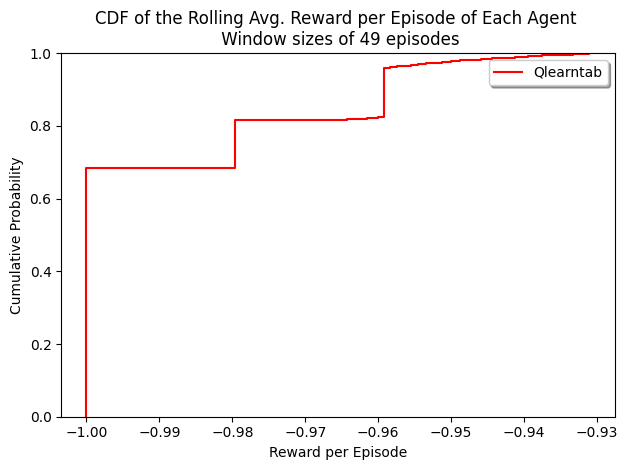 CDF of the Rolling Avg. Reward per Episode of Each Agent
Window sizes of 49 episodes
Qlearntab
1.0
0.8
0.6
0.4
0.2
0.0
Cumulative Probability
−1.00 −0.99 −0.98 −0.97 −0.96 −0.95 −0.94 −0.93
Reward per Episode